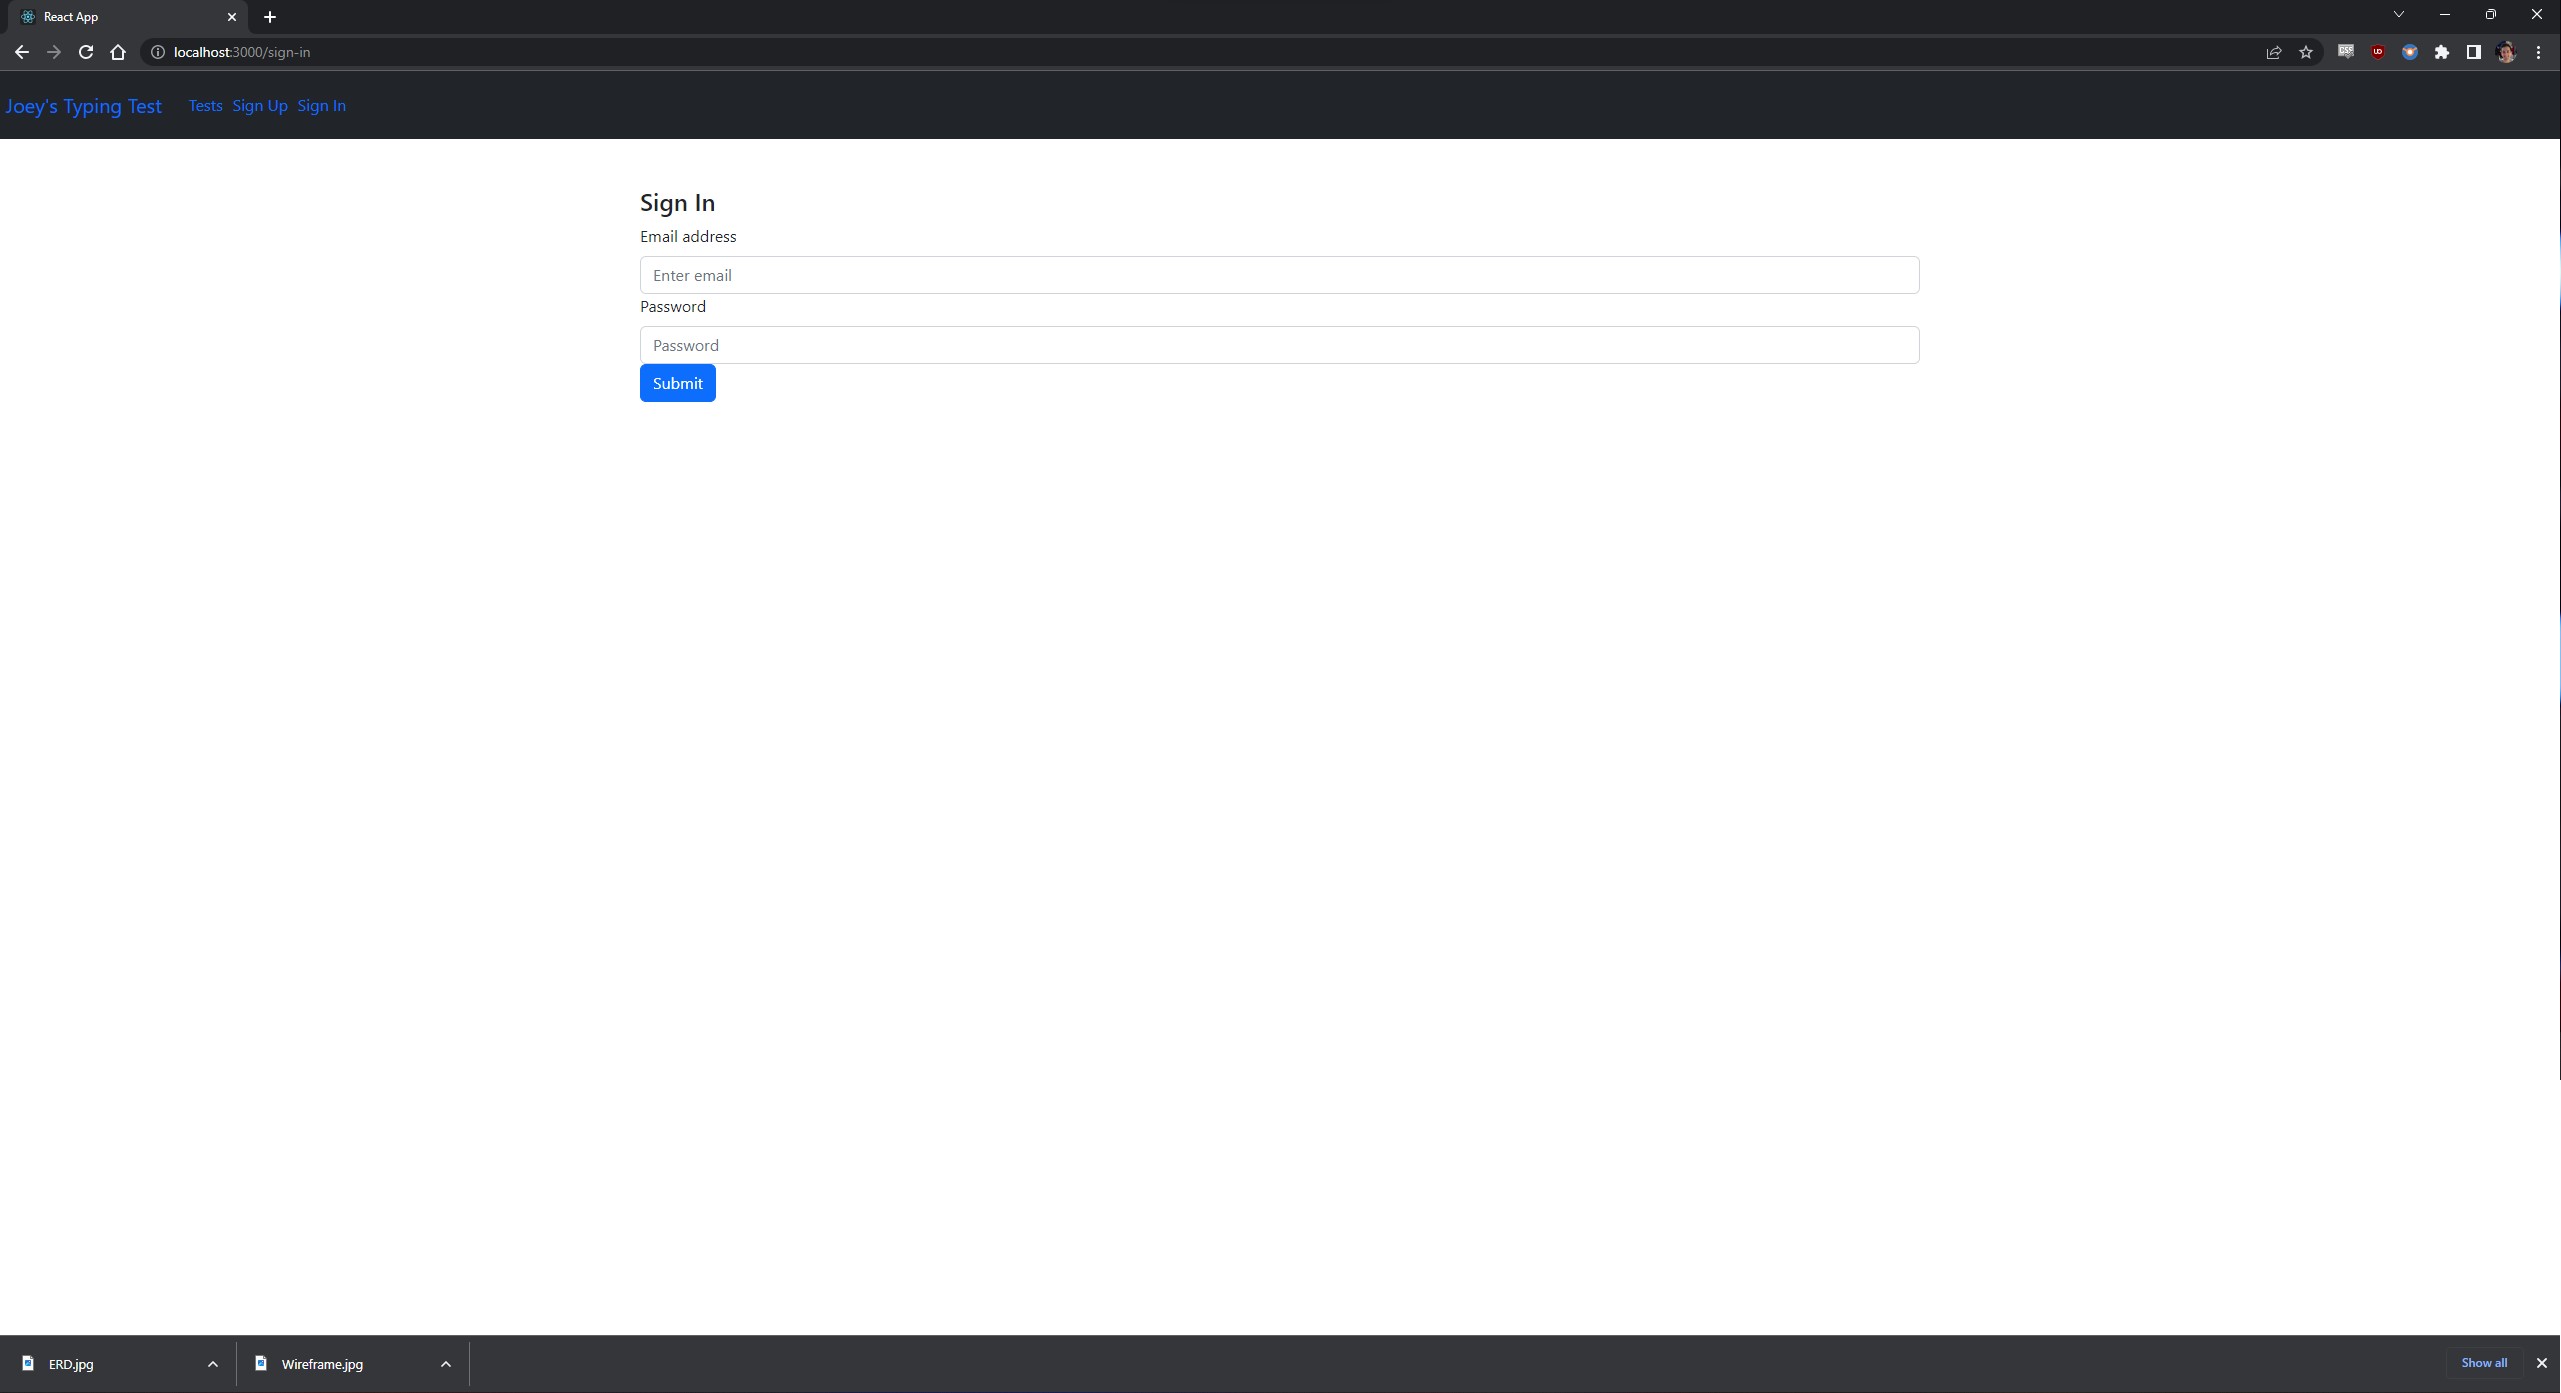 React App
localhost:3000/sign-in
Joey's Typing Test Tests Sign Up Sign In
Sign In
Email address
Enter email
Password
Password
Submit
ERD.jpg Wireframe.jpg Show all